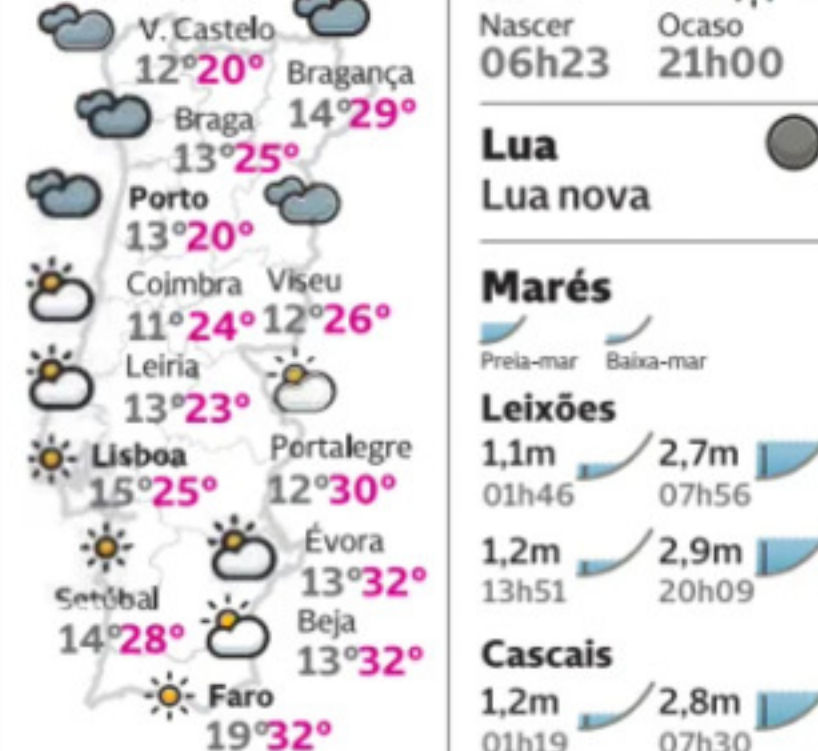 V. Castelo
12° 20°
Bragança
14° 29°
Braga
13° 25°
Porto
13° 20°
Coimbra
11° 24°
Viseu
12° 26°
Leiria
13° 23°
Lisboa
15° 25°
Portalegre
12° 30°
Évora
13° 32°
Setúbal
14° 28°
Beja
13° 32°
Faro
19° 32°
Nascer Ocaso
06h23 21h00
Lua
Lua nova
Marés
Preia-mar Baixa-mar
Leixões
1,1m 2,7m
01h46 07h56
1,2m 2,9m
13h51 20h09
Cascais
1,2m 2,8m
01h19 07h30